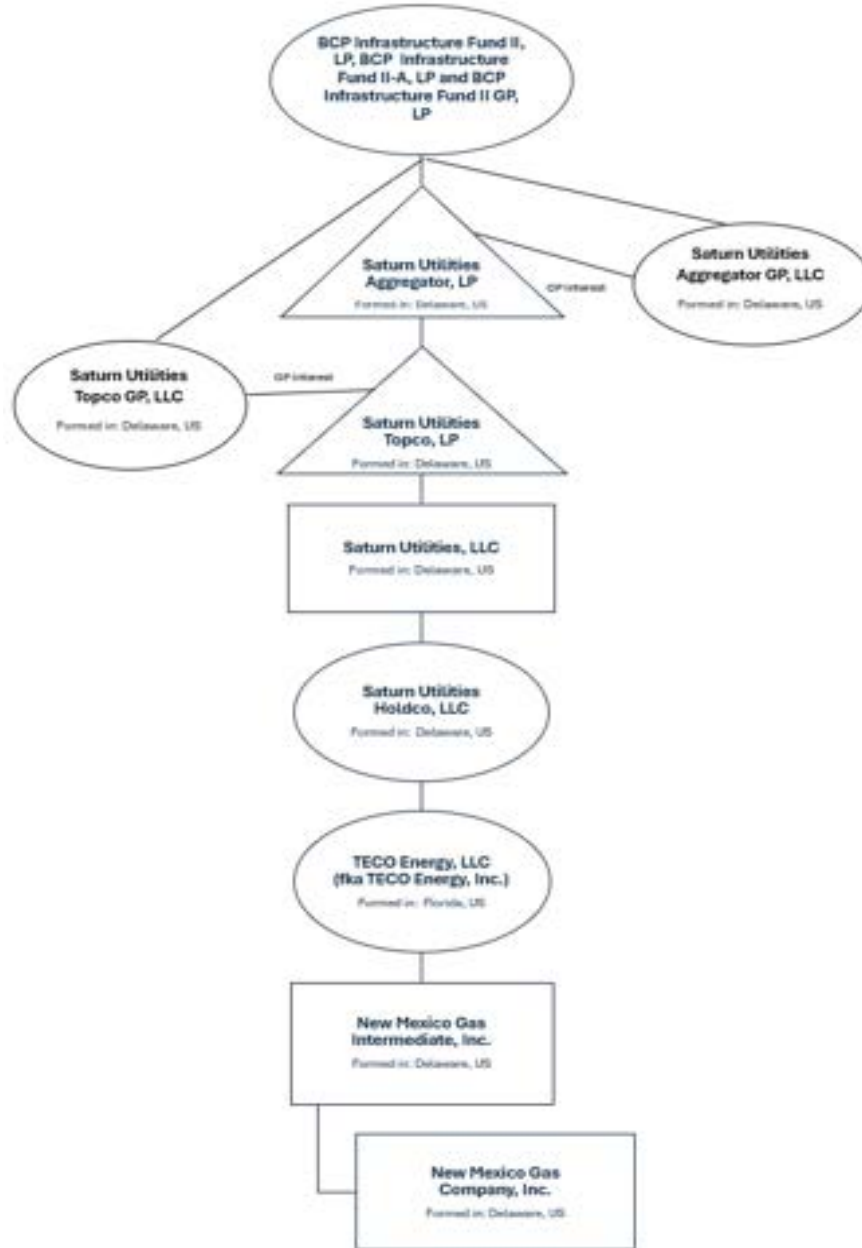 BCP Infrastructure Fund II,
LP, BCP Infrastructure
Fund II-A, LP and BCP
Infrastructure Fund II GP,
LP
Saturn Utilities
Aggregator, LP
Formed in: Delaware, US
GP interest
Saturn Utilities
Aggregator GP, LLC
Formed in: Delaware, US
Saturn Utilities
Topco GP, LLC
Formed in: Delaware, US
GP interest
Saturn Utilities
Topco, LP
Formed in: Delaware, US
Saturn Utilities, LLC
Formed in: Delaware, US
Saturn Utilities
Holdco, LLC
Formed in: Delaware, US
TECO Energy, LLC
(fka TECO Energy, Inc.)
Formed in: Florida, US
New Mexico Gas
Intermediate, Inc.
Formed in: Delaware, US
New Mexico Gas
Company, Inc.
Formed in: Delaware, US